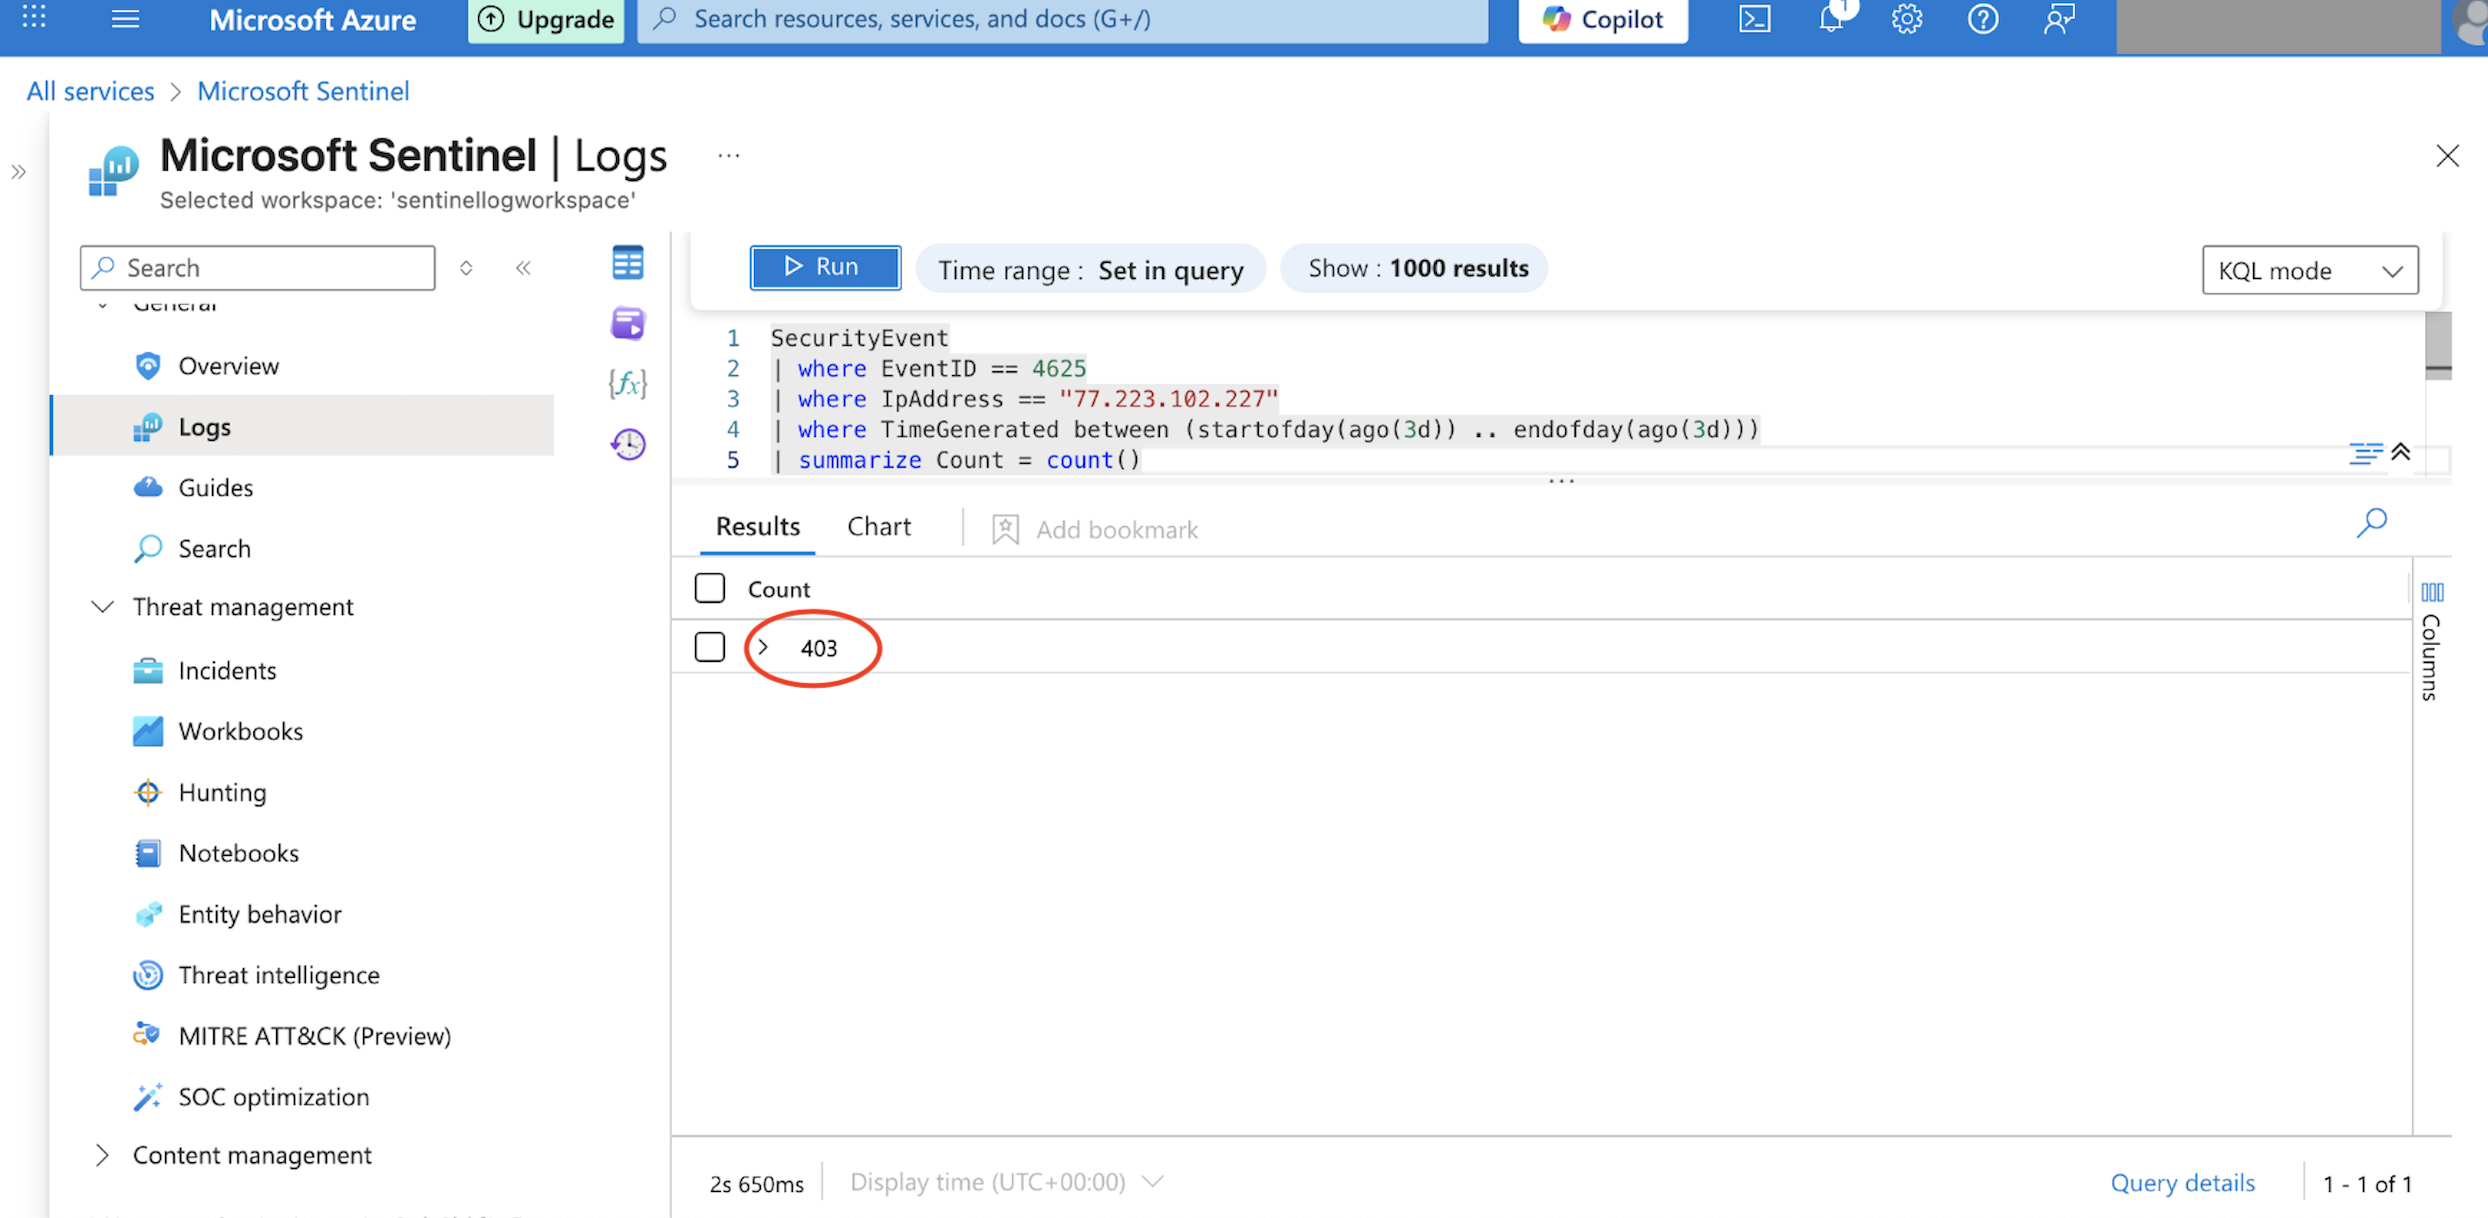 Microsoft Azure
Upgrade
Search resources, services, and docs (G+/)
Copilot
1
All services > Microsoft Sentinel
Microsoft Sentinel | Logs
...
Selected workspace: 'sentinellogworkspace'
Search
General
Overview
Logs
Guides
Search
Threat management
Incidents
Workbooks
Hunting
Notebooks
Entity behavior
Threat intelligence
MITRE ATT&CK (Preview)
SOC optimization
Content management
{fx}
Run
Time range : Set in query
Show : 1000 results
KQL mode
1 SecurityEvent
2 | where EventID == 4625
3 | where IpAddress == "77.223.102.227"
4 | where TimeGenerated between (startofday(ago(3d)) .. endofday(ago(3d)))
5 | summarize Count = count()
Results
Chart
Add bookmark
Count
403
Columns
2s 650ms
Display time (UTC+00:00)
Query details
1 - 1 of 1